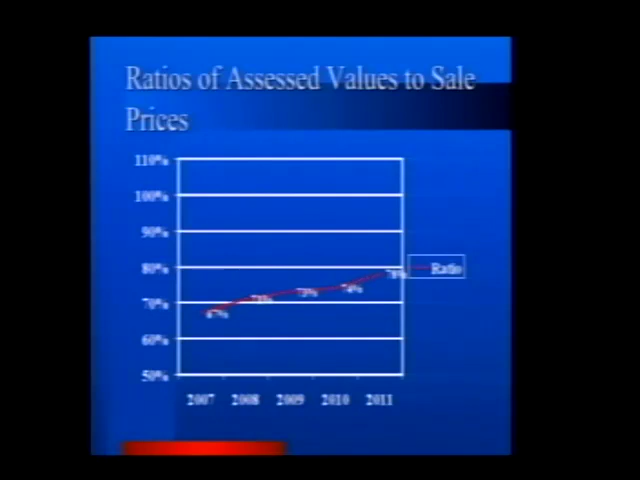 Ratios of Assessed Values to Sale
Prices
110%
100%
90%
80%
70%
60%
50%
67%
73%
74%
78%
Ratio
2007 2008 2009 2010 2011